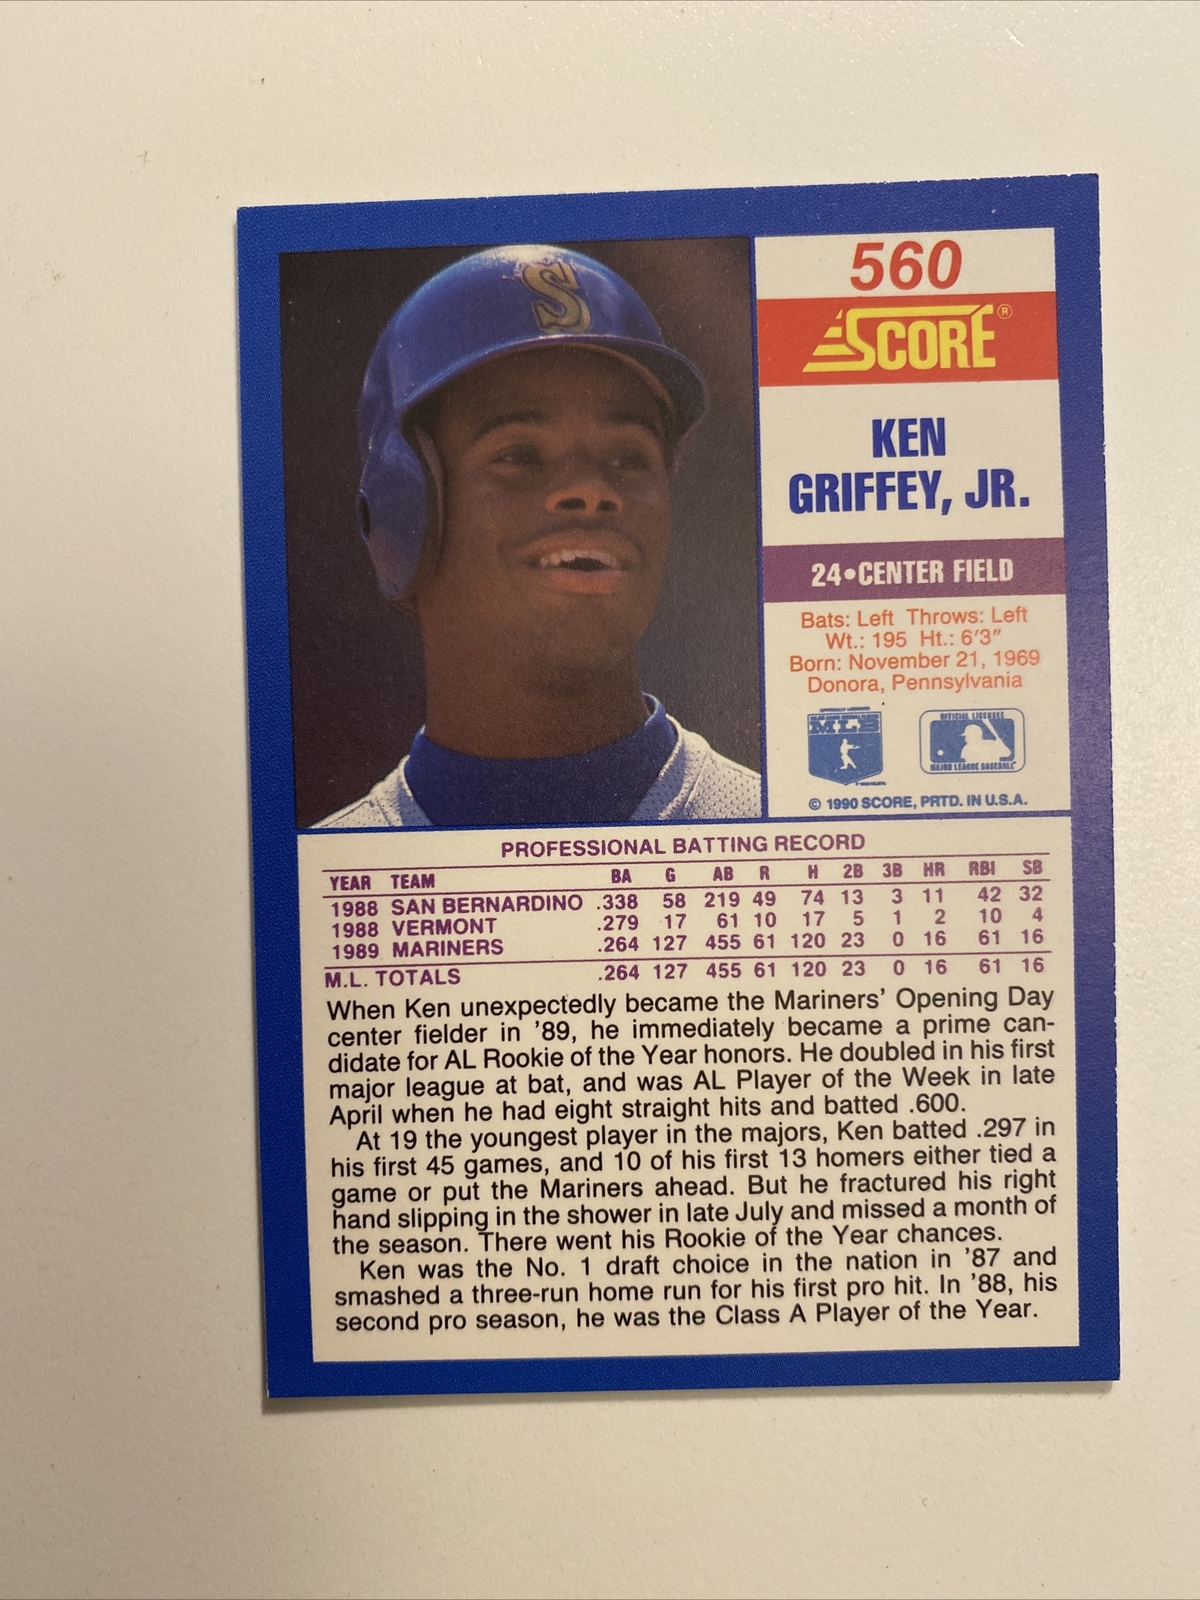 S
560
SCORE®
KEN
GRIFFEY, JR.
24•CENTER FIELD
Bats: Left Throws: Left
Wt.: 195 Ht.: 6'3"
Born: November 21, 1969
Donora, Pennsylvania
MLB
OFFICIAL LICENSEE
MAJOR LEAGUE BASEBALL
© 1990 SCORE, PRTD. IN U.S.A.
PROFESSIONAL BATTING RECORD
YEAR TEAM BA G AB R H 2B 3B HR RBI SB
1988 SAN BERNARDINO .338 58 219 49 74 13 3 11 42 32
1988 VERMONT .279 17 61 10 17 5 1 2 10 4
1989 MARINERS .264 127 455 61 120 23 0 16 61 16
M.L. TOTALS .264 127 455 61 120 23 0 16 61 16
When Ken unexpectedly became the Mariners' Opening Day
center fielder in '89, he immediately became a prime can-
didate for AL Rookie of the Year honors. He doubled in his first
major league at bat, and was AL Player of the Week in late
April when he had eight straight hits and batted .600.
At 19 the youngest player in the majors, Ken batted .297 in
his first 45 games, and 10 of his first 13 homers either tied a
game or put the Mariners ahead. But he fractured his right
hand slipping in the shower in late July and missed a month of
the season. There went his Rookie of the Year chances.
Ken was the No. 1 draft choice in the nation in '87 and
smashed a three-run home run for his first pro hit. In '88, his
second pro season, he was the Class A Player of the Year.